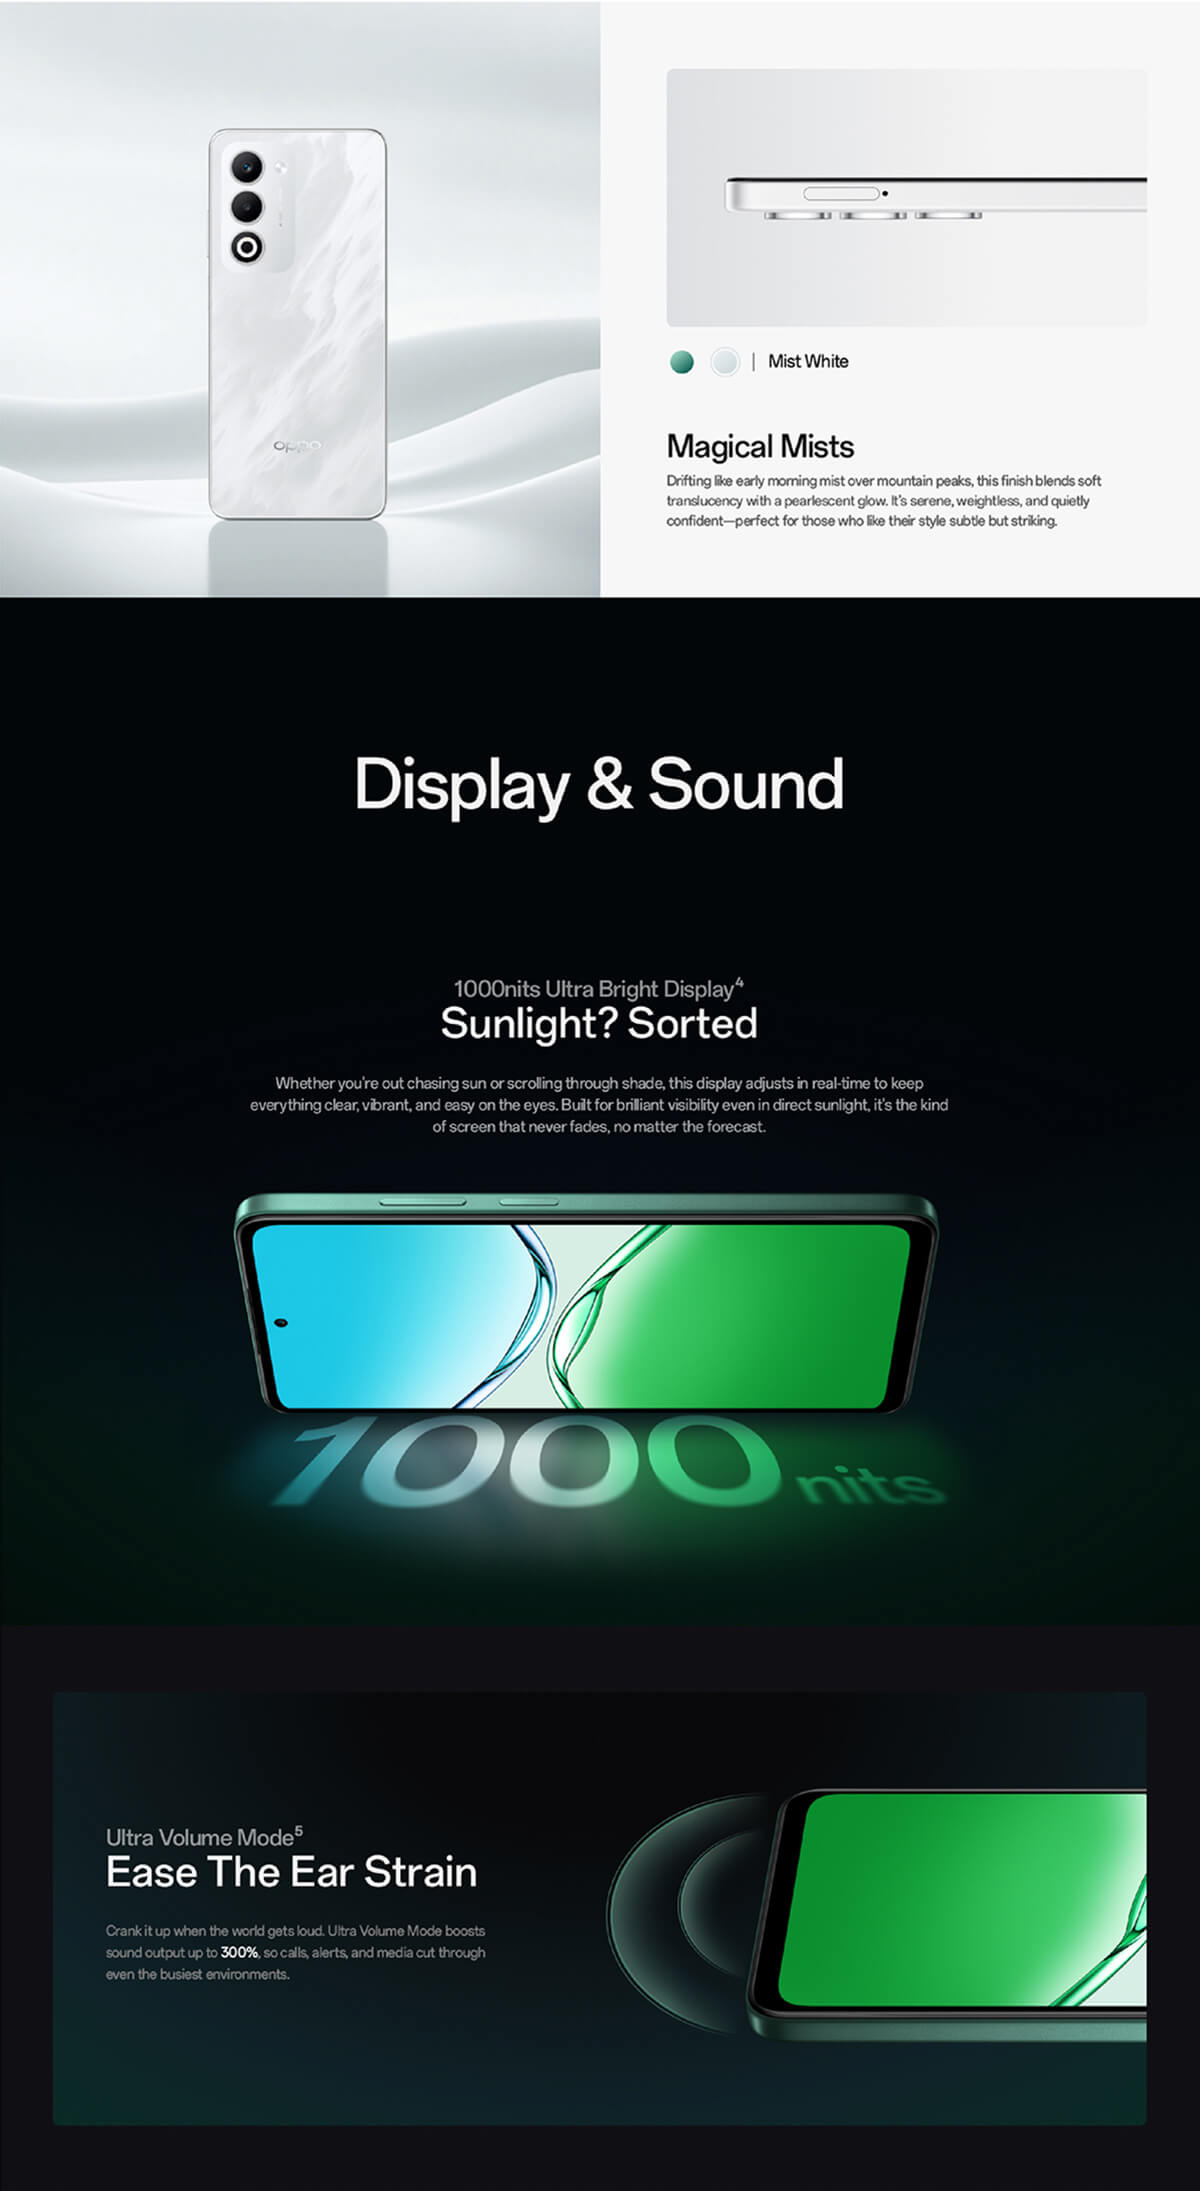 oppo
Mist White
Magical Mists
Drifting like early morning mist over mountain peaks, this finish blends soft
translucency with a pearlescent glow. It's serene, weightless, and quietly
confident—perfect for those who like their style subtle but striking.
Display & Sound
1000nits Ultra Bright Display⁴
Sunlight? Sorted
Whether you're out chasing sun or scrolling through shade, this display adjusts in real-time to keep
everything clear, vibrant, and easy on the eyes. Built for brilliant visibility even in direct sunlight, it's the kind
of screen that never fades, no matter the forecast.
1000 nits
Ultra Volume Mode⁵
Ease The Ear Strain
Crank it up when the world gets loud. Ultra Volume Mode boosts
sound output up to 300%, so calls, alerts, and media cut through
even the busiest environments.